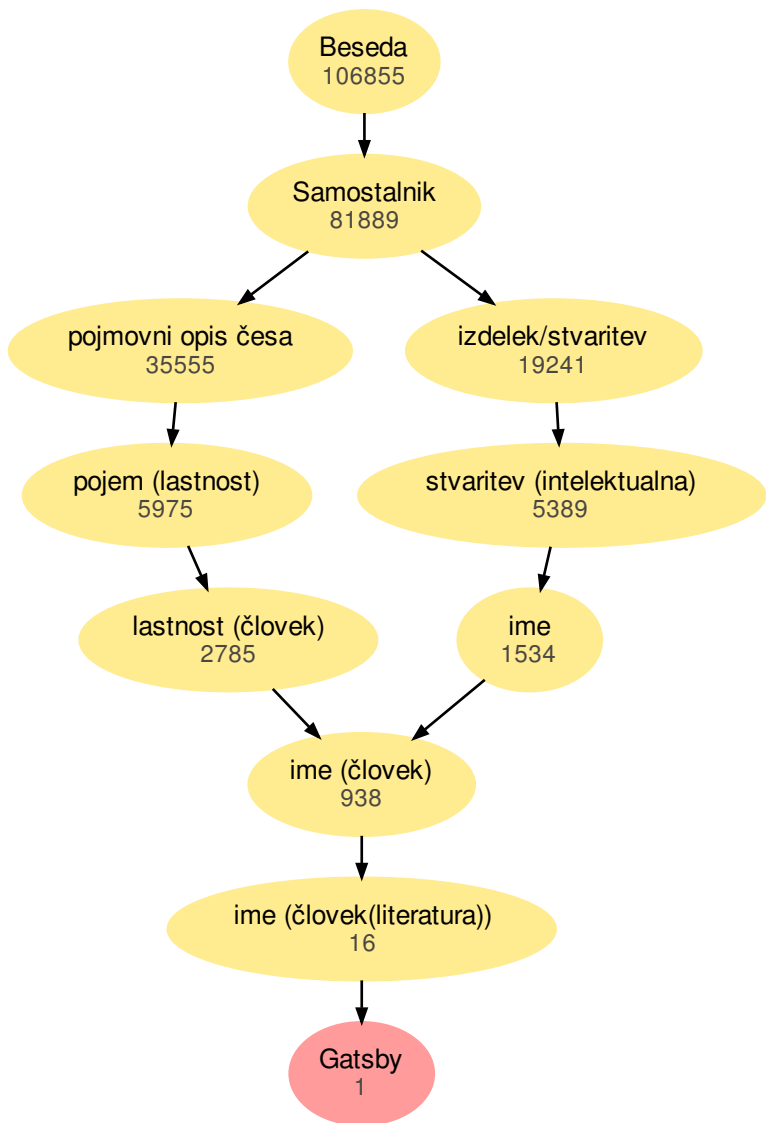 Beseda
106855
Samostalnik
81889
pojmovni opis česa
35555
izdelek/stvaritev
19241
pojem (lastnost)
5975
stvaritev (intelektualna)
5389
lastnost (človek)
2785
ime
1534
ime (človek)
938
ime (človek(literatura))
16
Gatsby
1